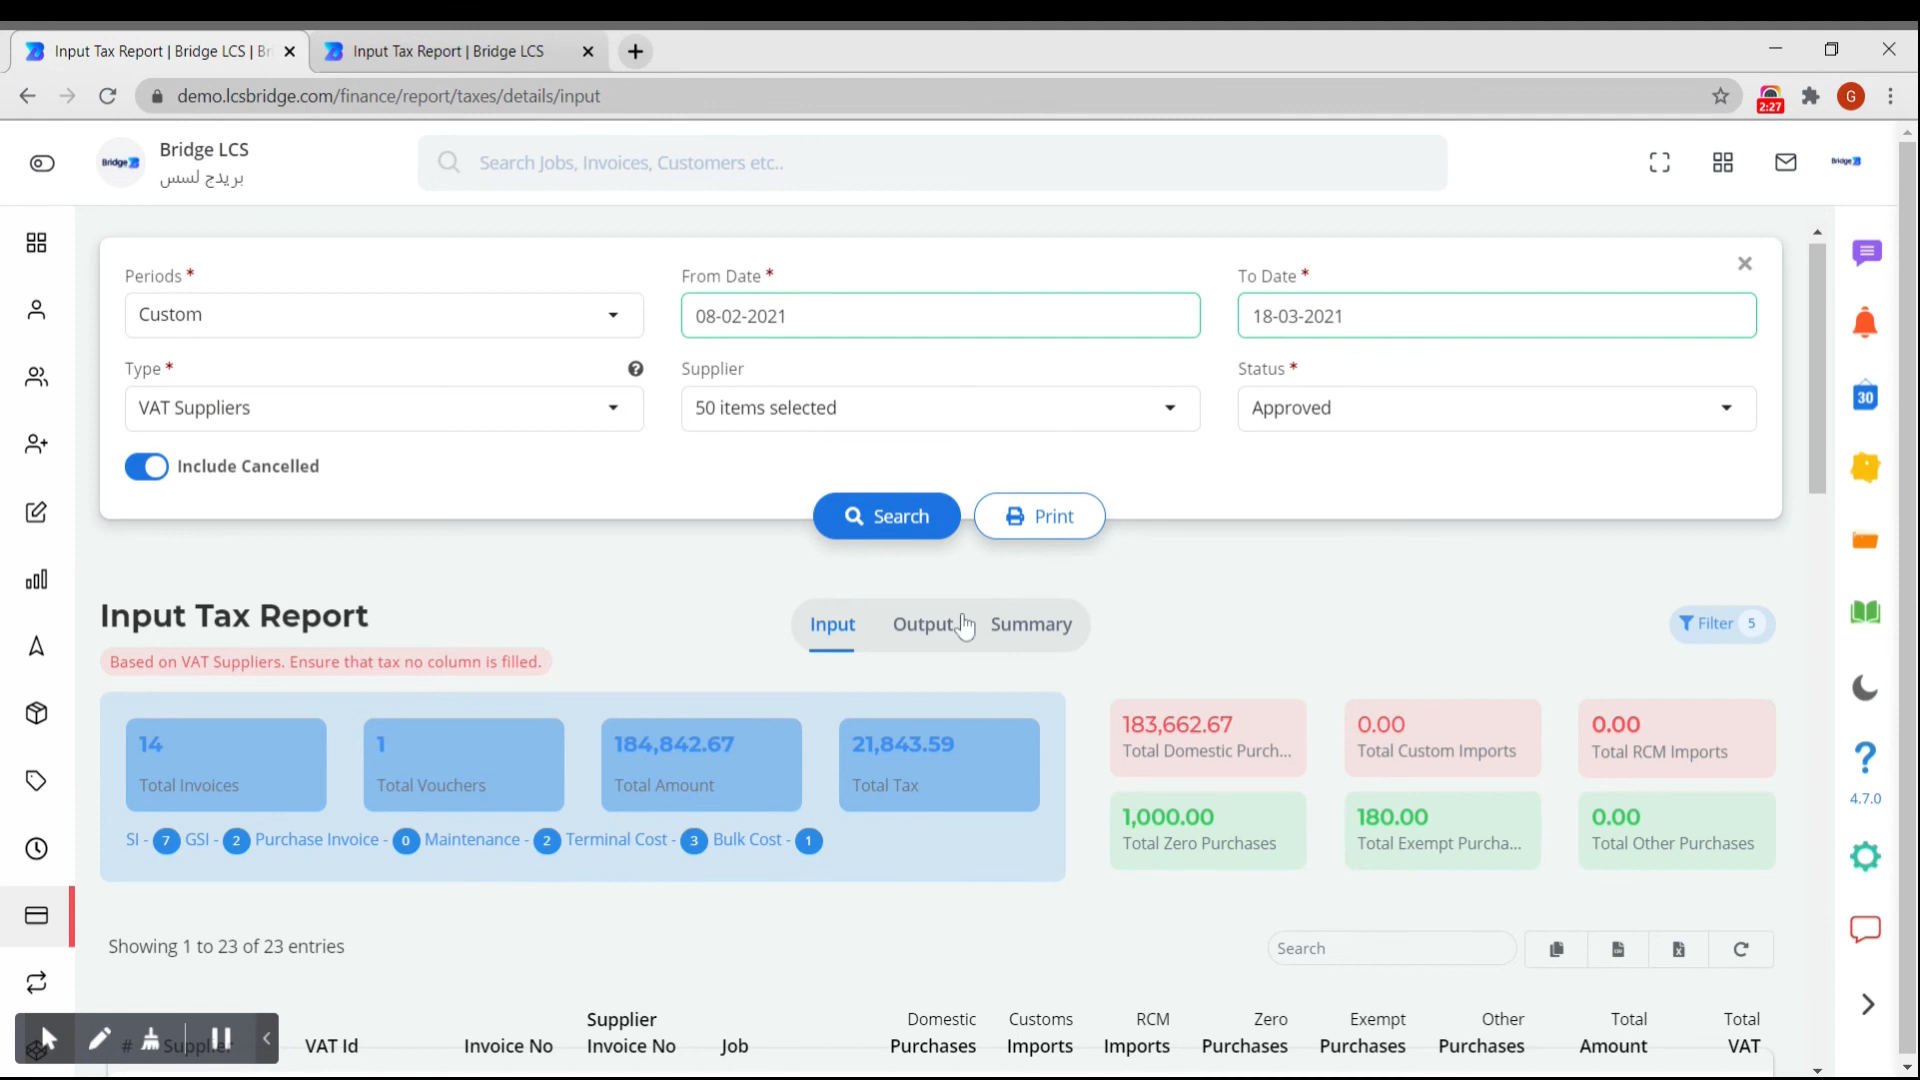 Input Tax Report | Bridge LCS | Br
Input Tax Report | Bridge LCS
demo.lcsbridge.com/finance/report/taxes/details/input
2:27
G
Bridge
Bridge LCS
بريدج لسس
Search Jobs, Invoices, Customers etc..
Bridge
Periods *
From Date *
To Date *
Custom
08-02-2021
18-03-2021
Type *
Supplier
Status *
VAT Suppliers
50 items selected
Approved
30
Include Cancelled
Search
Print
Input Tax Report
Input
Output
Summary
Filter 5
Based on VAT Suppliers. Ensure that tax no column is filled.
14
Total Invoices
1
Total Vouchers
184,842.67
Total Amount
21,843.59
Total Tax
183,662.67
Total Domestic Purch...
0.00
Total Custom Imports
0.00
Total RCM Imports
1,000.00
Total Zero Purchases
180.00
Total Exempt Purcha...
0.00
Total Other Purchases
4.7.0
SI - 7 GSI - 2 Purchase Invoice - 0 Maintenance - 2 Terminal Cost - 3 Bulk Cost - 1
Showing 1 to 23 of 23 entries
Search
# Supplier
VAT Id
Invoice No
Supplier
Invoice No
Job
Domestic
Purchases
Customs
Imports
RCM
Imports
Zero
Purchases
Exempt
Purchases
Other
Purchases
Total
Amount
Total
VAT